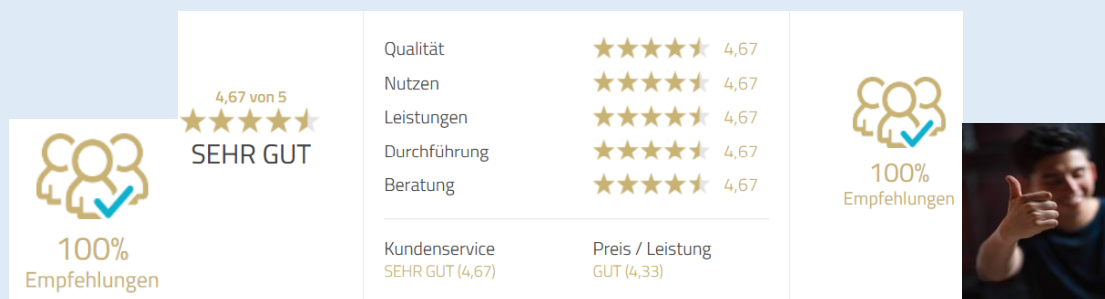 100%
Empfehlungen
4,67 von 5
SEHR GUT
Qualität 4,67
Nutzen 4,67
Leistungen 4,67
Durchführung 4,67
Beratung 4,67
Kundenservice
SEHR GUT (4,67)
Preis / Leistung
GUT (4,33)
100%
Empfehlungen